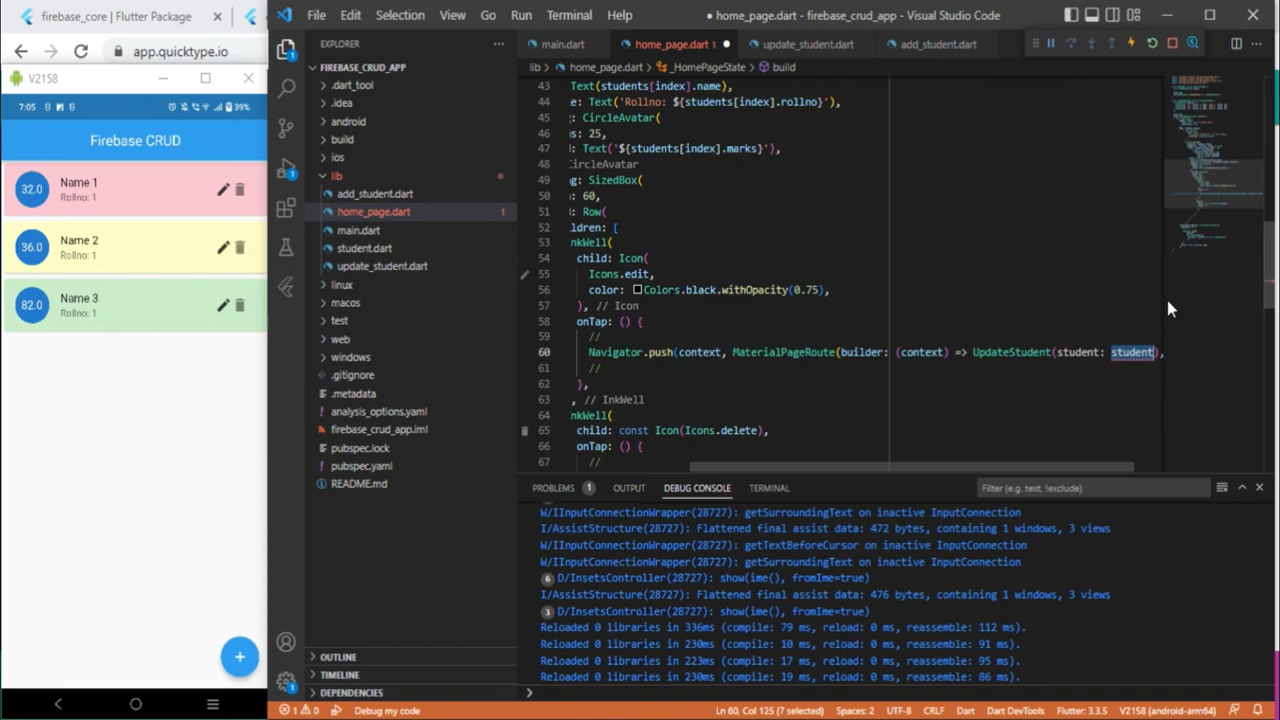 firebase_core | Flutter Package
app.quicktype.io
V2158
7:05
39%
Firebase CRUD
32.0
Name 1
Rollno: 1
36.0
Name 2
Rollno: 1
82.0
Name 3
Rollno: 1
+
File Edit Selection View Go Run Terminal Help
● home_page.dart - firebase_crud_app - Visual Studio Code
EXPLORER
FIREBASE_CRUD_APP
.dart_tool
.idea
android
build
ios
lib
add_student.dart
home_page.dart 1
main.dart
student.dart
update_student.dart
linux
macos
test
web
windows
.gitignore
.metadata
analysis_options.yaml
firebase_crud_app.iml
pubspec.lock
pubspec.yaml
README.md
OUTLINE
TIMELINE
DEPENDENCIES
main.dart
home_page.dart 1
update_student.dart
add_student.dart
lib > home_page.dart > _HomePageState > build
43 Text(students[index].name),
44 e: Text('Rollno: ${students[index].rollno}'),
45 : CircleAvatar(
46 s: 25,
47 : Text('${students[index].marks}'),
48 CircleAvatar
49 g: SizedBox(
50 : 60,
51 : Row(
52 ildren: [
53 nkWell(
54 child: Icon(
55 Icons.edit,
56 color: Colors.black.withOpacity(0.75),
57 ), // Icon
58 onTap: () {
59 //
60 Navigator.push(context, MaterialPageRoute(builder: (context) => UpdateStudent(student: student),
61 //
62 },
63 , // InkWell
64 nkWell(
65 child: const Icon(Icons.delete),
66 onTap: () {
67 //
PROBLEMS 1 OUTPUT DEBUG CONSOLE TERMINAL
Filter (e.g. text, !exclude)
W/IInputConnectionWrapper(28727): getSurroundingText on inactive InputConnection
I/AssistStructure(28727): Flattened final assist data: 472 bytes, containing 1 windows, 3 views
W/IInputConnectionWrapper(28727): getTextBeforeCursor on inactive InputConnection
W/IInputConnectionWrapper(28727): getSurroundingText on inactive InputConnection
6 D/InsetsController(28727): show(ime(), fromIme=true)
I/AssistStructure(28727): Flattened final assist data: 476 bytes, containing 1 windows, 3 views
3 D/InsetsController(28727): show(ime(), fromIme=true)
Reloaded 0 libraries in 336ms (compile: 79 ms, reload: 0 ms, reassemble: 112 ms).
Reloaded 0 libraries in 230ms (compile: 10 ms, reload: 0 ms, reassemble: 91 ms).
Reloaded 0 libraries in 223ms (compile: 17 ms, reload: 0 ms, reassemble: 95 ms).
Reloaded 0 libraries in 230ms (compile: 19 ms, reload: 0 ms, reassemble: 86 ms).
1 0 Debug my code
Ln 60, Col 125 (7 selected) Spaces: 2 UTF-8 CRLF Dart Dart DevTools Flutter: 3.3.5 V2158 (android-arm64)